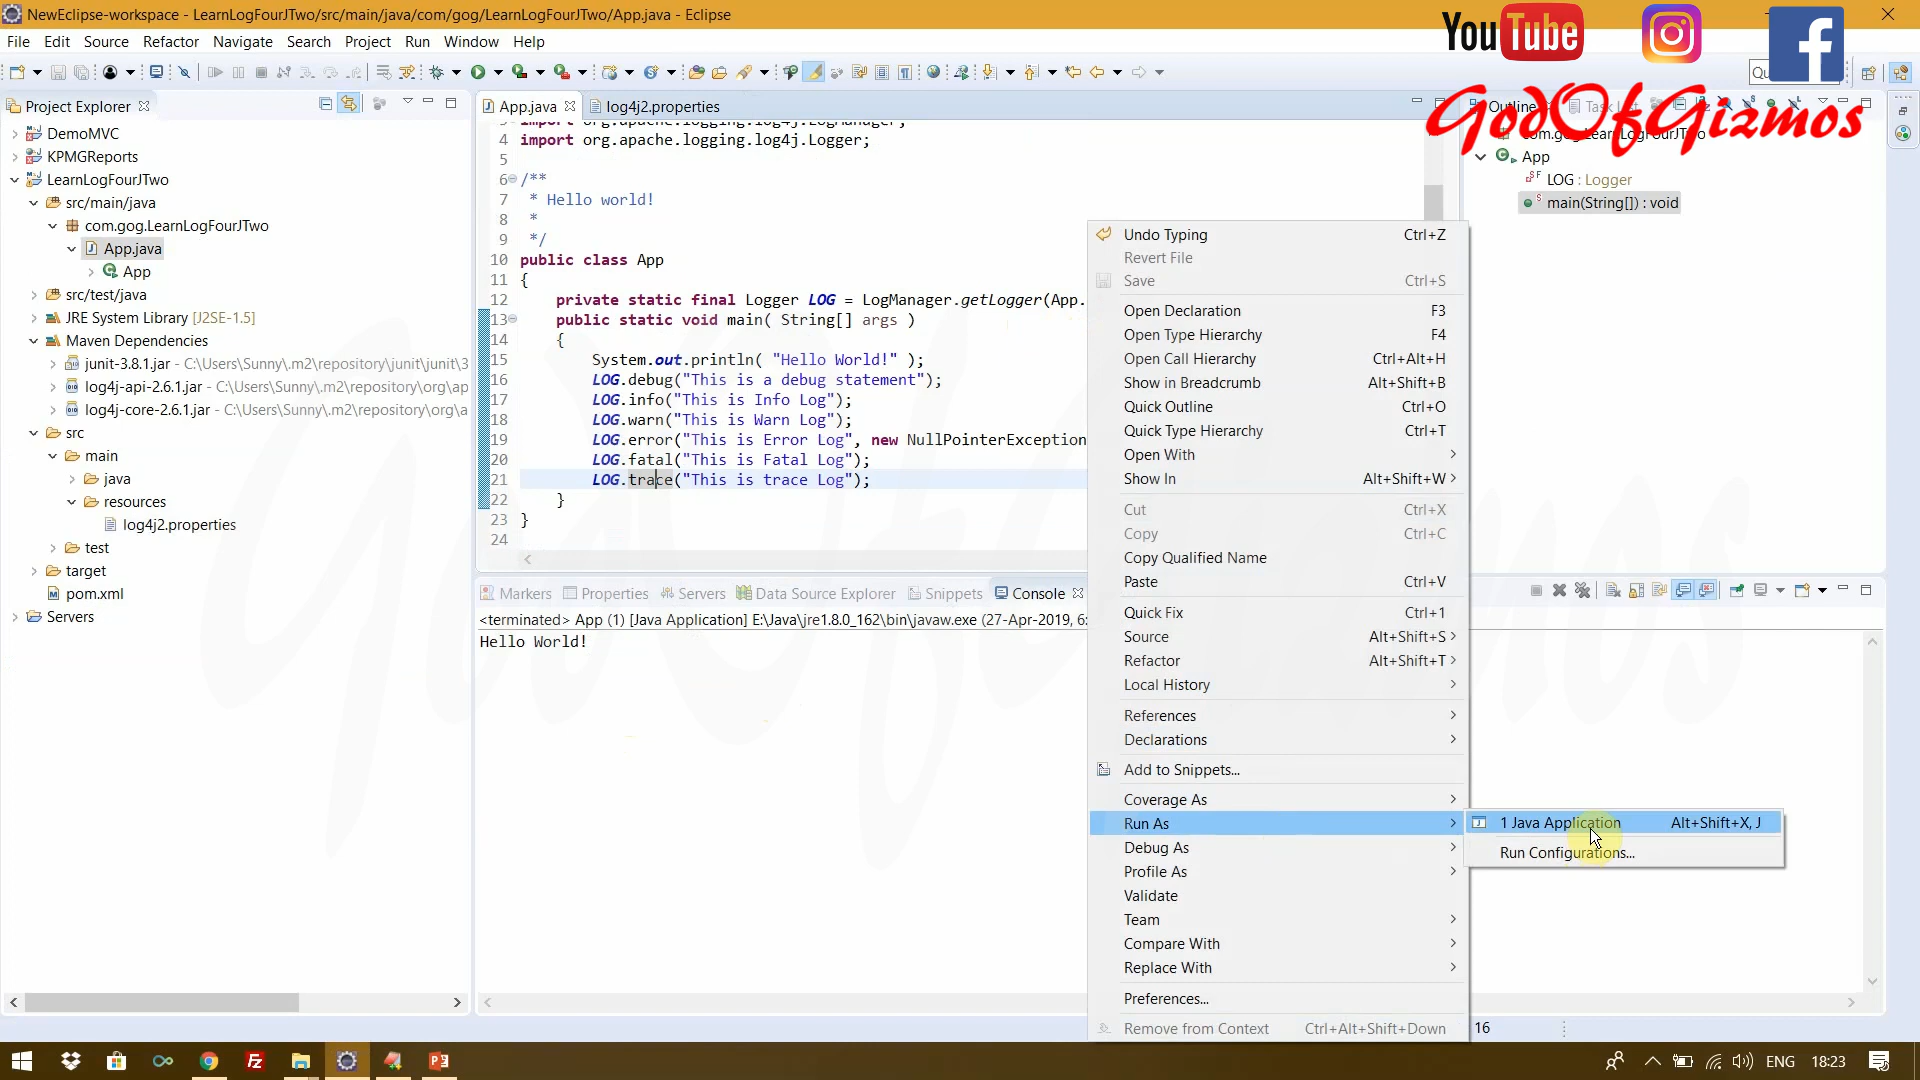 NewEclipse-workspace - LearnLogFourJTwo/src/main/java/com/gog/LearnLogFourJTwo/App.java - Eclipse
File Edit Source Refactor Navigate Search Project Run Window Help
YouTube
GodOfGizmos
Project Explorer
DemoMVC
KPMGReports
LearnLogFourJTwo
src/main/java
com.gog.LearnLogFourJTwo
App.java
App
src/test/java
JRE System Library [J2SE-1.5]
Maven Dependencies
junit-3.8.1.jar - C:\Users\Sunny\.m2\repository\junit\junit\3
log4j-api-2.6.1.jar - C:\Users\Sunny\.m2\repository\org\ap
log4j-core-2.6.1.jar - C:\Users\Sunny\.m2\repository\org\a
src
main
java
resources
log4j2.properties
test
target
pom.xml
Servers
App.java log4j2.properties
import org.apache.logging.log4j.LogManager;
4 import org.apache.logging.log4j.Logger;
5
6 /**
7 * Hello world!
8 *
9 */
10 public class App
11 {
12 private static final Logger LOG = LogManager.getLogger(App.
13 public static void main( String[] args )
14 {
15 System.out.println( "Hello World!" );
16 LOG.debug("This is a debug statement");
17 LOG.info("This is Info Log");
18 LOG.warn("This is Warn Log");
19 LOG.error("This is Error Log", new NullPointerException
20 LOG.fatal("This is Fatal Log");
21 LOG.trace("This is trace Log");
22 }
23 }
24
Markers Properties Servers Data Source Explorer Snippets Console
<terminated> App (1) [Java Application] E:\Java\jre1.8.0_162\bin\javaw.exe (27-Apr-2019, 6:
Hello World!
Undo Typing Ctrl+Z
Revert File
Save Ctrl+S
Open Declaration F3
Open Type Hierarchy F4
Open Call Hierarchy Ctrl+Alt+H
Show in Breadcrumb Alt+Shift+B
Quick Outline Ctrl+O
Quick Type Hierarchy Ctrl+T
Open With
Show In Alt+Shift+W
Cut Ctrl+X
Copy Ctrl+C
Copy Qualified Name
Paste Ctrl+V
Quick Fix Ctrl+1
Source Alt+Shift+S
Refactor Alt+Shift+T
Local History
References
Declarations
Add to Snippets...
Coverage As
Run As
Debug As
Profile As
Validate
Team
Compare With
Replace With
Preferences...
Remove from Context Ctrl+Alt+Shift+Down
1 Java Application Alt+Shift+X, J
Run Configurations...
Outline Task List
com.gog.LearnLogFourJTwo
App
LOG : Logger
main(String[]) : void
16
ENG 18:23